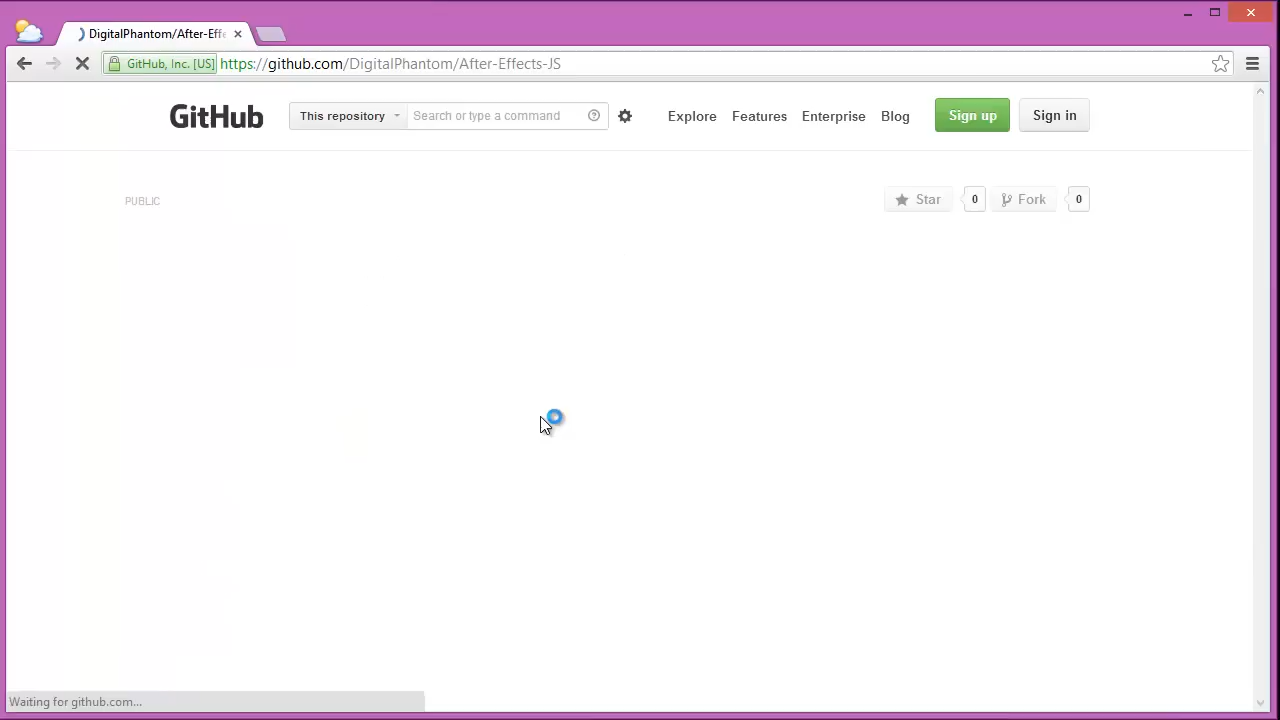 DigitalPhantom/After-Effe
GitHub, Inc. [US] https://github.com/DigitalPhantom/After-Effects-JS
GitHub This repository Search or type a command Explore Features Enterprise Blog Sign up Sign in
PUBLIC Star 0 Fork 0
Waiting for github.com...